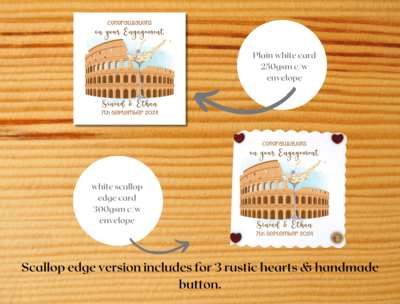 Congratulations
on your Engagement
Sinead & Ethan
7th September 2024
Plain white card
250gsm c/w
envelope
white scallop
edge card
300gsm c/w
envelope
Congratulations
on your Engagement
Sinead & Ethan
7th September 2024
Scallop edge version includes for 3 rustic hearts & handmade
button.